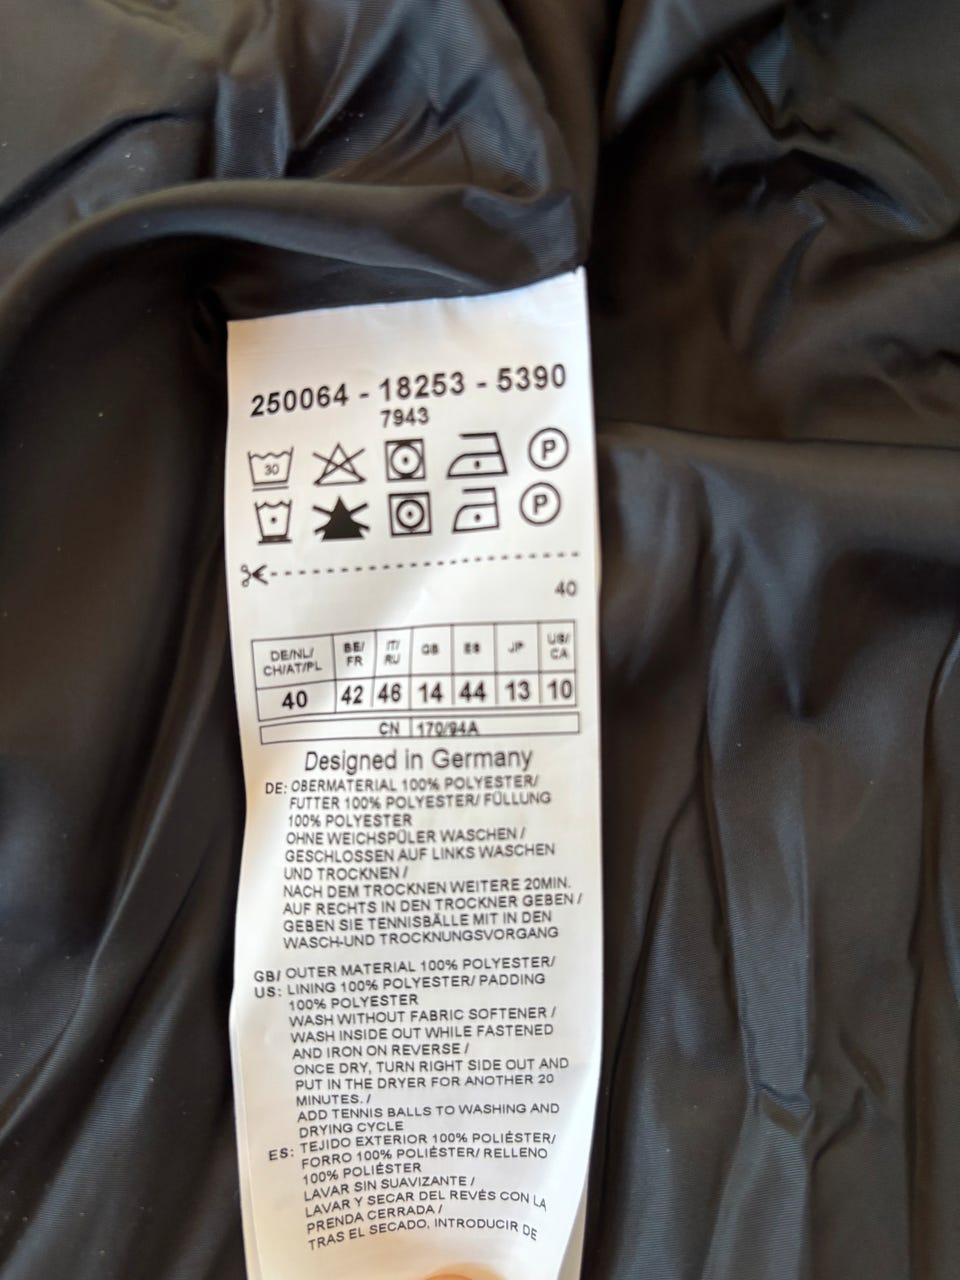 250064 - 18253 - 5390
7943
30
P
P
40
DE/NL/ CH/AT/PL BE/ FR IT/ RU GB ES JP US/ CA
40 42 46 14 44 13 10
CN 170/94A
Designed in Germany
DE: OBERMATERIAL 100% POLYESTER/
FUTTER 100% POLYESTER/ FÜLLUNG
100% POLYESTER
OHNE WEICHSPÜLER WASCHEN /
GESCHLOSSEN AUF LINKS WASCHEN
UND TROCKNEN /
NACH DEM TROCKNEN WEITERE 20MIN.
AUF RECHTS IN DEN TROCKNER GEBEN /
GEBEN SIE TENNISBÄLLE MIT IN DEN
WASCH-UND TROCKNUNGSVORGANG
GB/ OUTER MATERIAL 100% POLYESTER/
US: LINING 100% POLYESTER/ PADDING
100% POLYESTER
WASH WITHOUT FABRIC SOFTENER /
WASH INSIDE OUT WHILE FASTENED
AND IRON ON REVERSE /
ONCE DRY, TURN RIGHT SIDE OUT AND
PUT IN THE DRYER FOR ANOTHER 20
MINUTES. /
ADD TENNIS BALLS TO WASHING AND
DRYING CYCLE
ES: TEJIDO EXTERIOR 100% POLIÉSTER/
FORRO 100% POLIÉSTER/ RELLENO
100% POLIÉSTER
LAVAR SIN SUAVIZANTE /
LAVAR Y SECAR DEL REVÉS CON LA
PRENDA CERRADA /
TRAS EL SECADO, INTRODUCIR DE